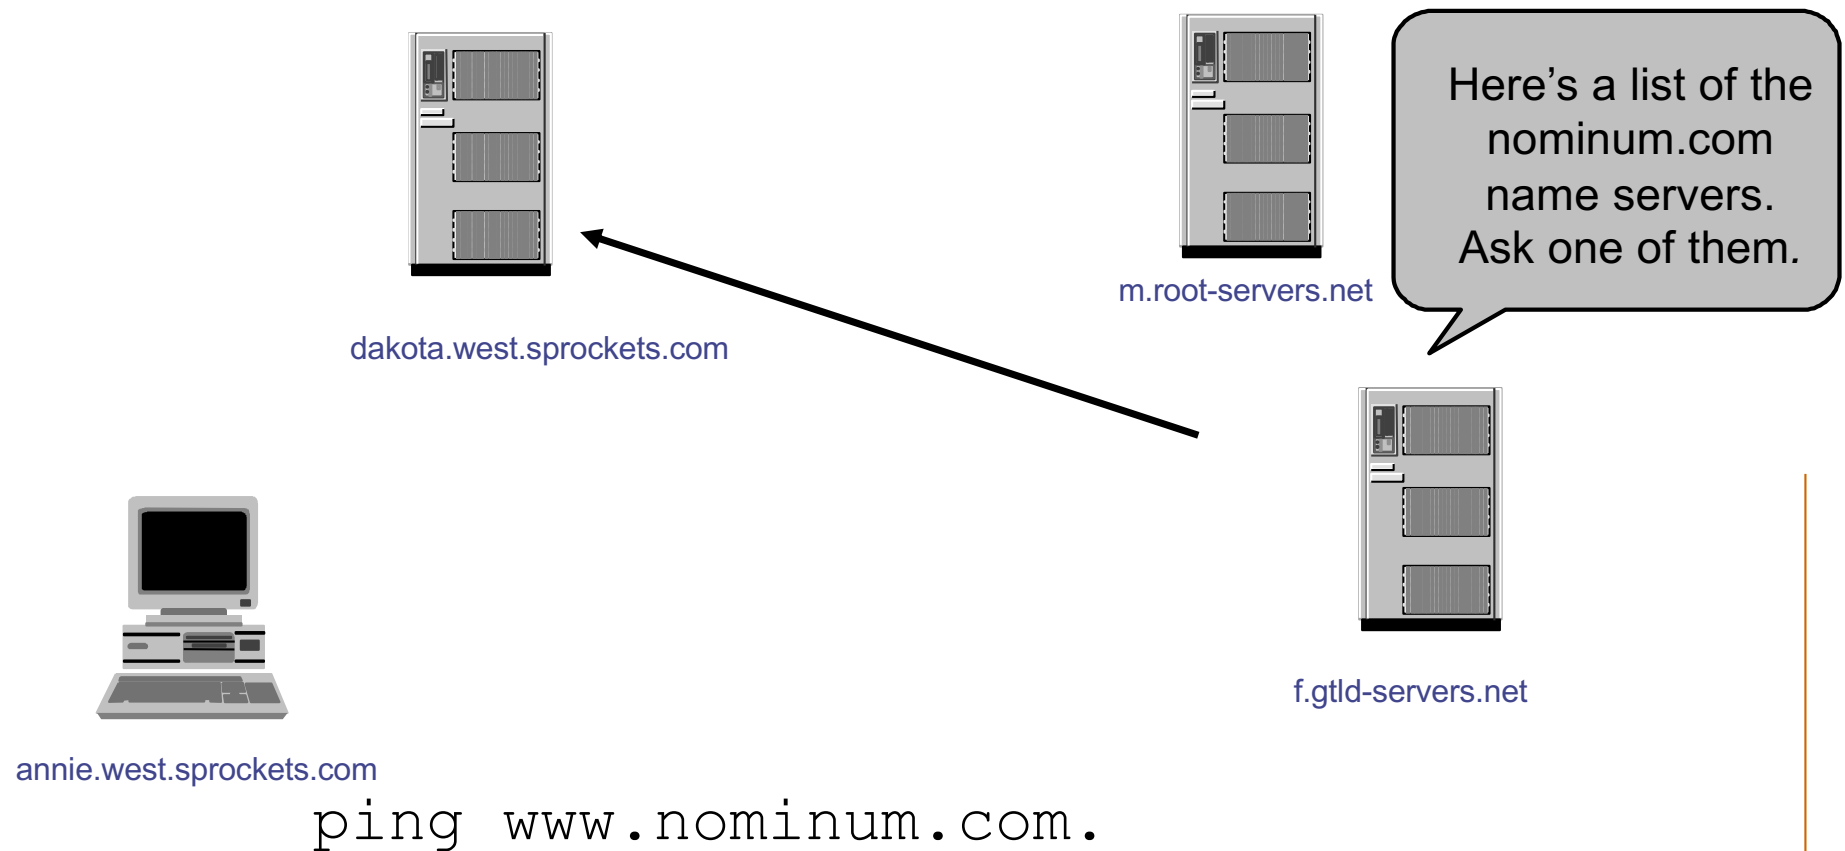 Here’s a list of the
nominum.com
name servers.
Ask one of them.
m.root-servers.net
dakota.west.sprockets.com
f.gtld-servers.net
annie.west.sprockets.com
ping www.nominum.com.